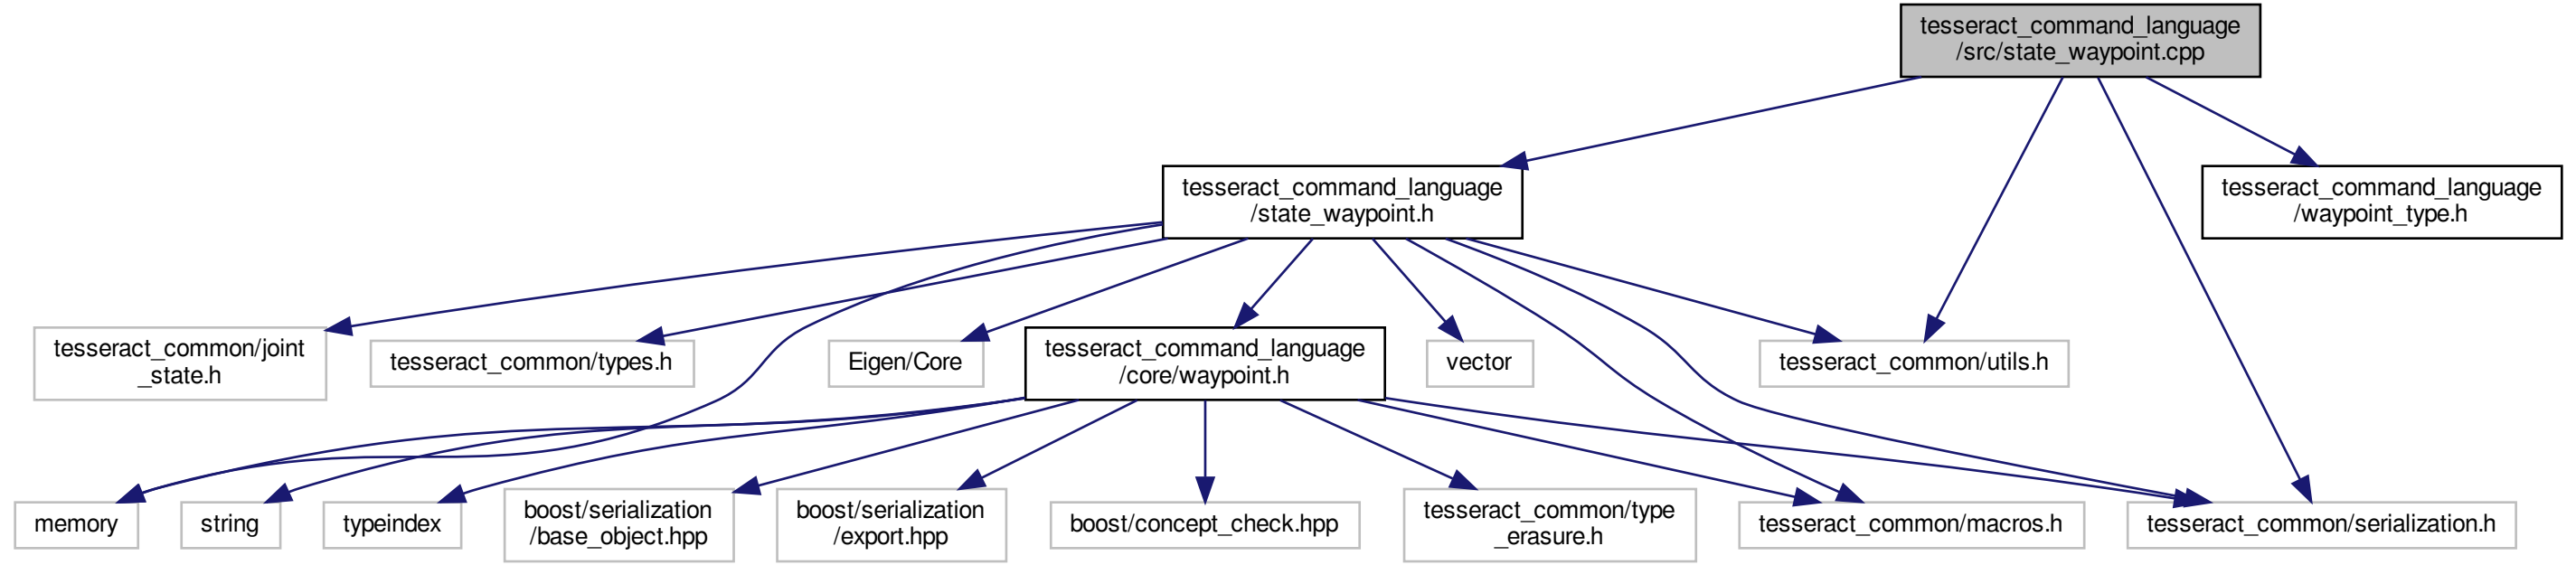 tesseract_command_language
/src/state_waypoint.cpp
tesseract_command_language
/state_waypoint.h
tesseract_command_language
/waypoint_type.h
tesseract_common/joint
_state.h
tesseract_common/types.h
Eigen/Core
tesseract_command_language
/core/waypoint.h
vector
tesseract_common/utils.h
memory
string
typeindex
boost/serialization
/base_object.hpp
boost/serialization
/export.hpp
boost/concept_check.hpp
tesseract_common/type
_erasure.h
tesseract_common/macros.h
tesseract_common/serialization.h